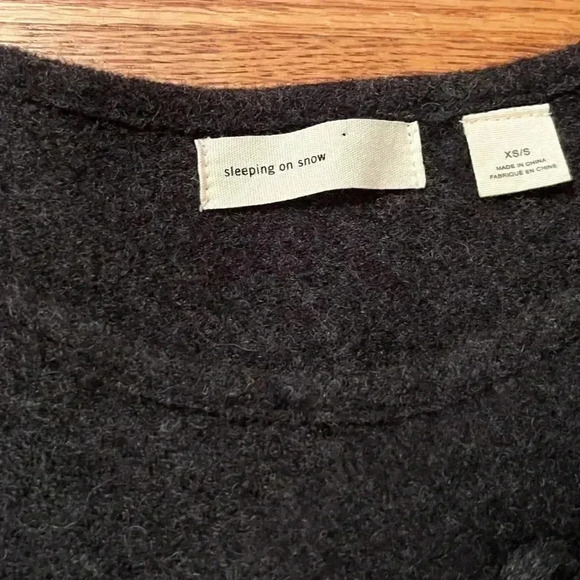 sleeping on snow
XS/S
MADE IN CHINA
FABRIQUÉ EN CHINE